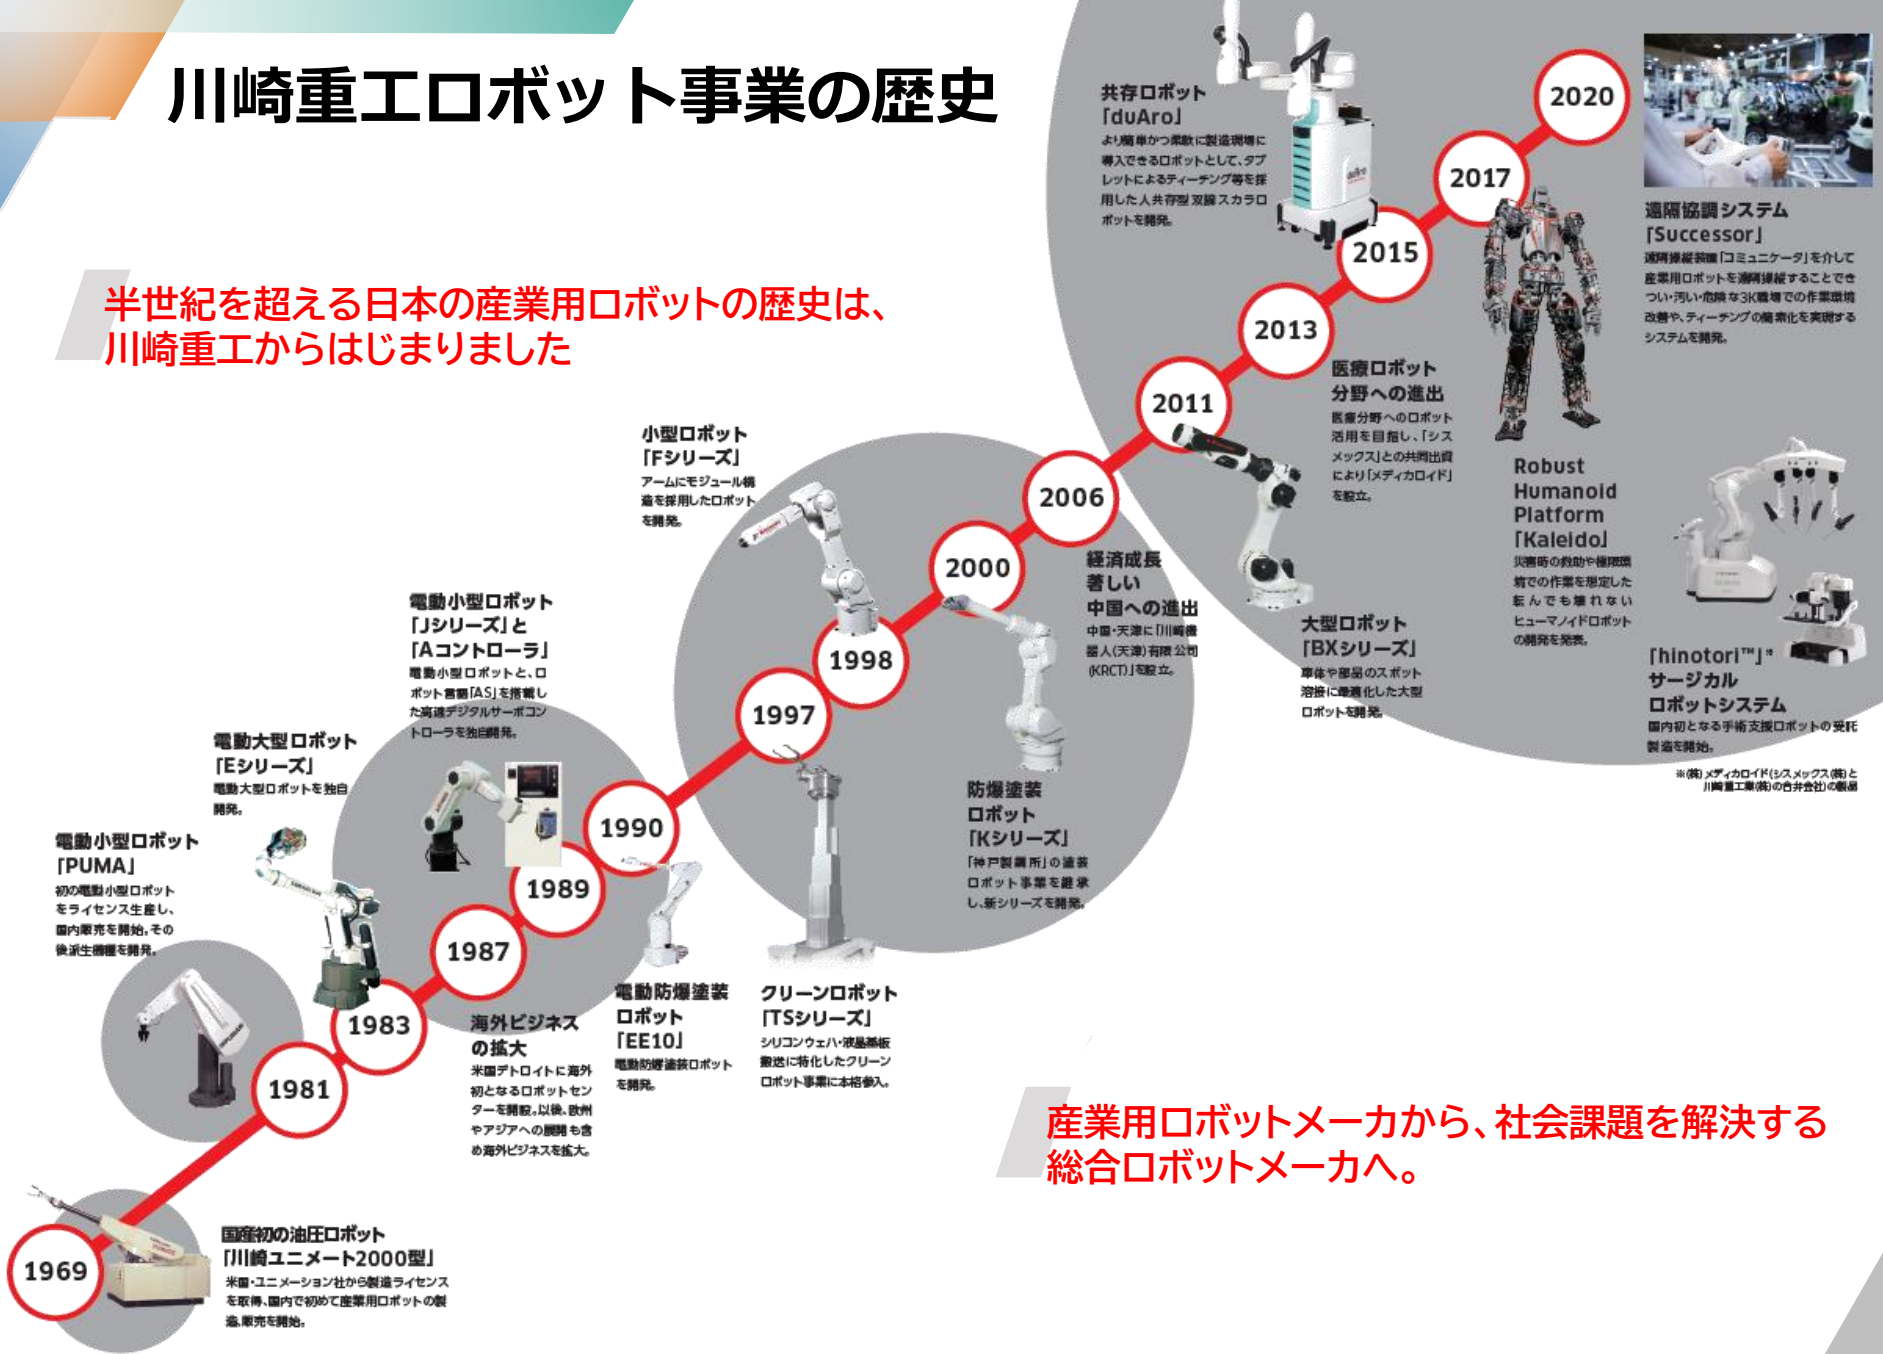 川崎重工ロボット事業の歴史
半世紀を超える日本の産業用ロボットの歴史は、
川崎重工からはじまりました
1969
国産初の油圧ロボット
「川崎ユニメート2000型」
米国・ユニメーション社から製造ライセンス
を取得、国内で初めて産業用ロボットの製
造、販売を開始。
1981
電動小型ロボット
「PUMA」
初の電動小型ロボット
をライセンス生産し、
国内販売を開始。その
後派生機種を開発。
1983
電動大型ロボット
「Eシリーズ」
電動大型ロボットを独自
開発。
1987
海外ビジネス
の拡大
米国デトロイトに海外
初となるロボットセン
ターを開設。以後、欧州
やアジアへの展開も含
め海外ビジネスを拡大。
1989
電動小型ロボット
「Jシリーズ」と
「Aコントローラ」
電動小型ロボットと、ロ
ボット言語「AS」を搭載し
た高速デジタルサーボコン
トローラを独自開発。
1990
電動防爆塗装
ロボット
「EE10」
電動防爆塗装ロボット
を開発。
1997
クリーンロボット
「TSシリーズ」
シリコンウェハ・液晶基板
搬送に特化したクリーン
ロボット事業に本格参入。
1998
小型ロボット
「Fシリーズ」
アームにモジュール構
造を採用したロボット
を開発。
2000
防爆塗装
ロボット
「Kシリーズ」
「神戸製鋼所」の塗装
ロボット事業を継承
し、新シリーズを開発。
2006
経済成長
著しい
中国への進出
中国・天津に「川崎機
器人(天津)有限公司
(KRCT)」を設立。
2011
大型ロボット
「BXシリーズ」
車体や部品のスポット
溶接に最適化した大型
ロボットを開発。
2013
医療ロボット
分野への進出
医療分野へのロボット
活用を目指し、「シス
メックス」との共同出資
により「メディカロイド」
を設立。
2015
共存ロボット
「duAro」
より簡単かつ柔軟に製造現場に
導入できるロボットとして、タブ
レットによるティーチング等を採
用した人共存型双腕スカラロ
ボットを開発。
duAro
2017
Robust
Humanoid
Platform
「Kaleido」
災害時の救助や極限環
境での作業を想定した
転んでも壊れない
ヒューマノイドロボット
の開発を発表。
2020
遠隔協調システム
「Successor」
遠隔操縦装置「コミュニケータ」を介して
産業用ロボットを遠隔操縦することでき
つい・汚い・危険な3K職場での作業環境
改善や、ティーチングの簡素化を実現する
システムを開発。
「hinotori™」※
サージカル
ロボットシステム
国内初となる手術支援ロボットの受託
製造を開始。
※(株)メディカロイド(シスメックス(株)と
川崎重工業(株)の合弁会社)の製品
産業用ロボットメーカから、社会課題を解決する
総合ロボットメーカへ。